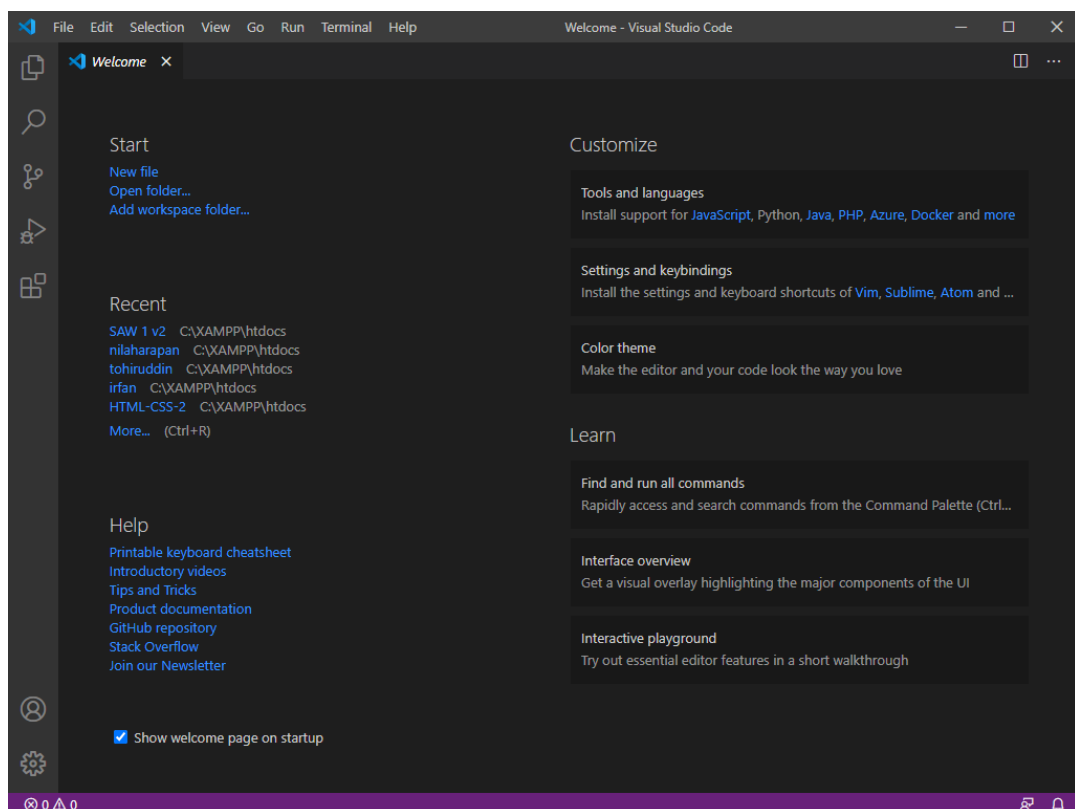 File Edit Selection View Go Run Terminal Help Welcome - Visual Studio Code
Welcome
Start
New file
Open folder...
Add workspace folder...
Recent
SAW 1 v2 C:\XAMPP\htdocs
nilaharapan C:\XAMPP\htdocs
tohiruddin C:\XAMPP\htdocs
irfan C:\XAMPP\htdocs
HTML-CSS-2 C:\XAMPP\htdocs
More... (Ctrl+R)
Help
Printable keyboard cheatsheet
Introductory videos
Tips and Tricks
Product documentation
GitHub repository
Stack Overflow
Join our Newsletter
Show welcome page on startup
Customize
Tools and languages
Install support for JavaScript, Python, Java, PHP, Azure, Docker and more
Settings and keybindings
Install the settings and keyboard shortcuts of Vim, Sublime, Atom and ...
Color theme
Make the editor and your code look the way you love
Learn
Find and run all commands
Rapidly access and search commands from the Command Palette (Ctrl...
Interface overview
Get a visual overlay highlighting the major components of the UI
Interactive playground
Try out essential editor features in a short walkthrough
0 0